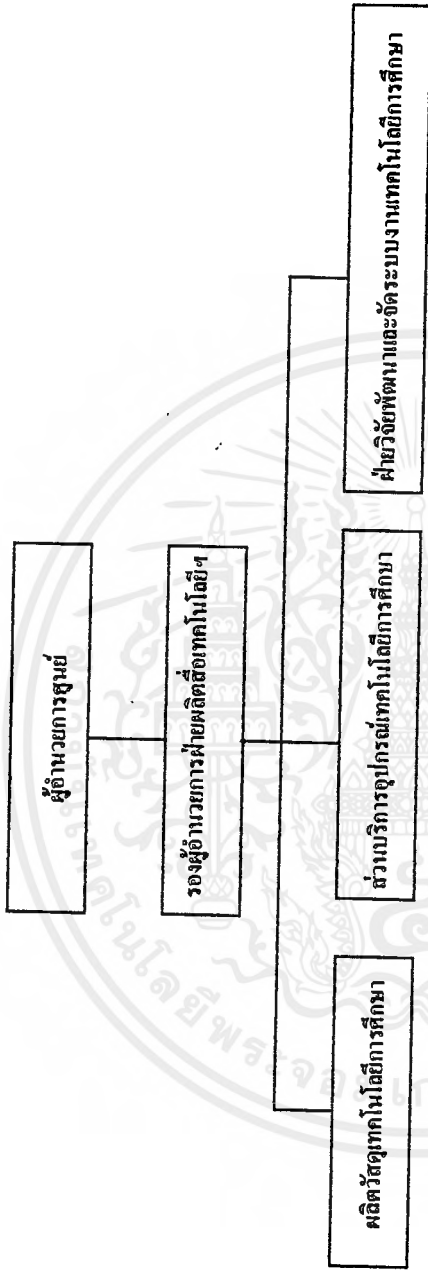 ผู้อำนวยการศูนย์
รองผู้อำนวยการฝ่ายผลิตสื่อเทคโนโลยีฯ
ผลิตวัสดุเทคโนโลยีการศึกษา
ส่วนบริการอุปกรณ์เทคโนโลยีการศึกษา
ฝ่ายวิจัยพัฒนาและจัดระบบงานเทคโนโลยีการศึกษา